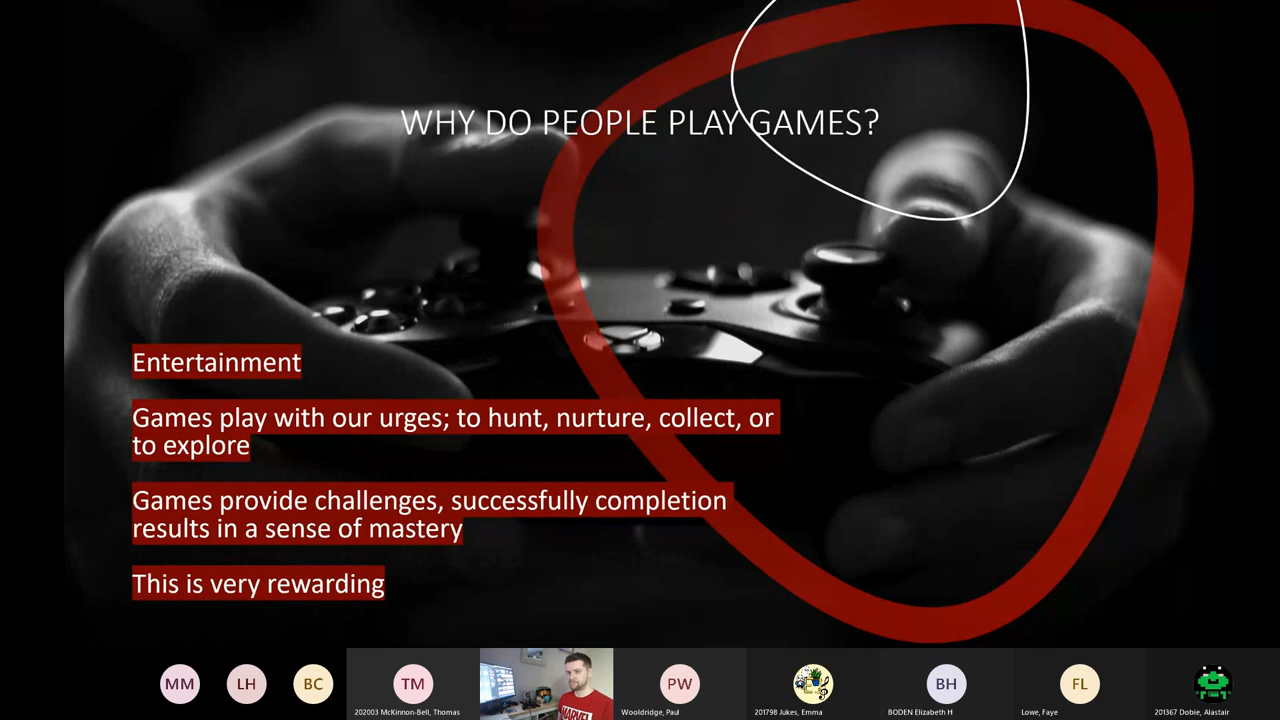 WHY DO PEOPLE PLAY GAMES?
Entertainment
Games play with our urges; to hunt, nurture, collect, or
to explore
Games provide challenges, successfully completion
results in a sense of mastery
This is very rewarding
MM
LH
BC
TM
202003 McKinnon-Bell, Thomas
MARVEL
PW
Wooldridge, Paul
201798 Jukes, Emma
BH
BODEN Elizabeth H
FL
Lowe, Faye
201367 Dobie, Alastair